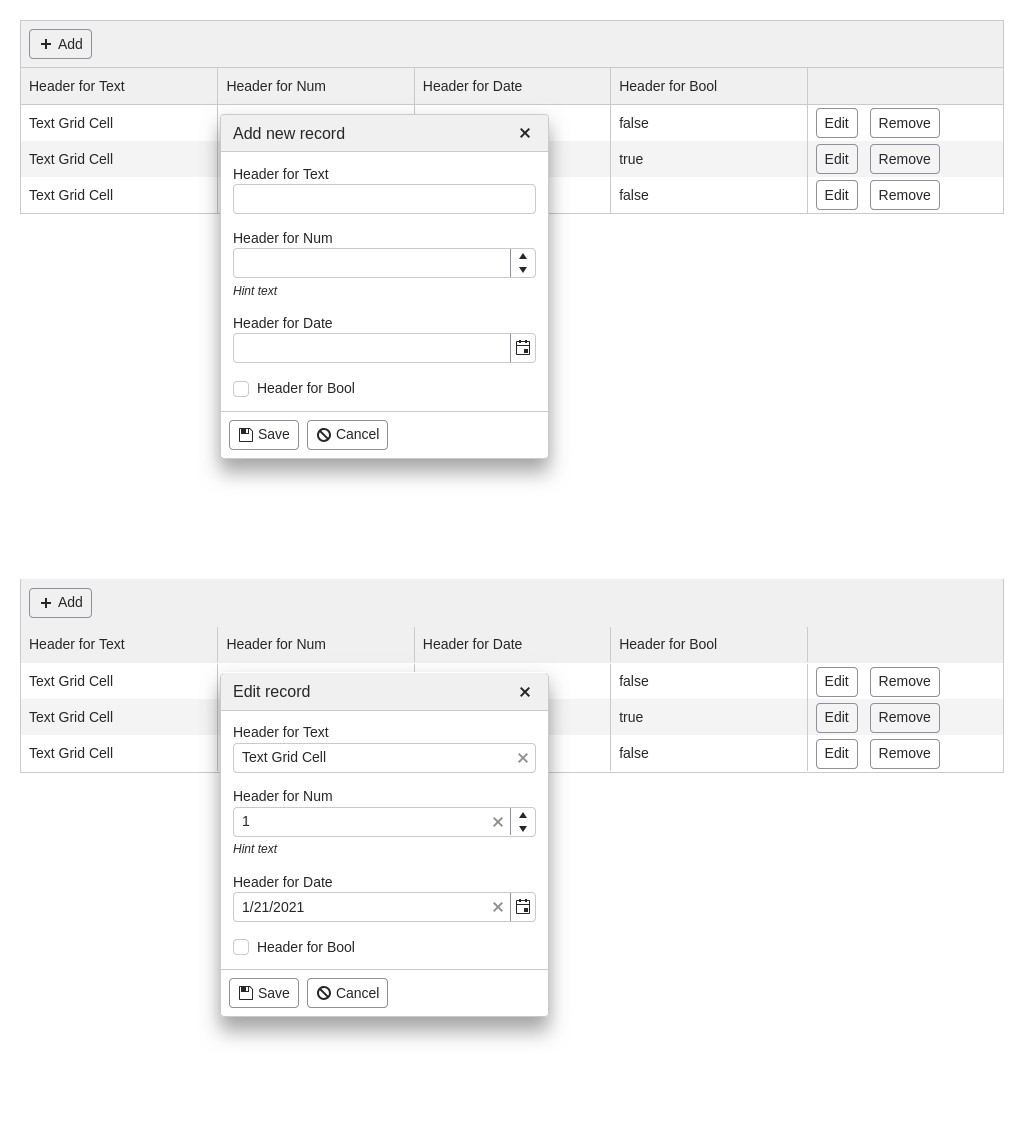 Add
Header for Text Header for Num Header for Date Header for Bool
Text Grid Cell false Edit Remove
Text Grid Cell true Edit Remove
Text Grid Cell false Edit Remove
Add new record
Header for Text
Header for Num
Hint text
Header for Date
Header for Bool
Save Cancel
Add
Header for Text Header for Num Header for Date Header for Bool
Text Grid Cell false Edit Remove
Text Grid Cell true Edit Remove
Text Grid Cell false Edit Remove
Edit record
Header for Text
Text Grid Cell
Header for Num
1
Hint text
Header for Date
1/21/2021
Header for Bool
Save Cancel